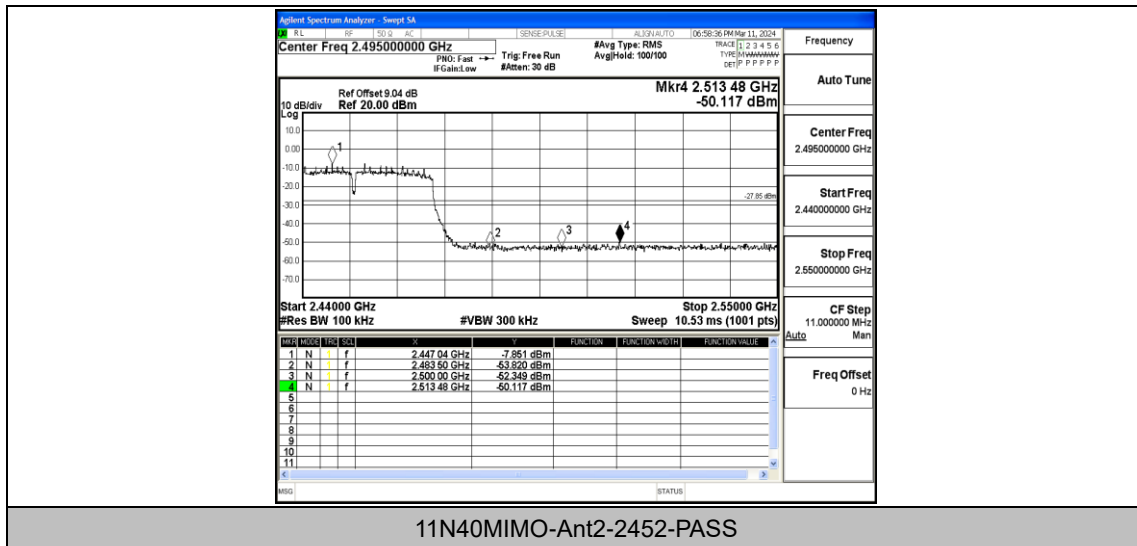 Agilent Spectrum Analyzer - Swept SA
RL RF 50 Ω AC SENSE:PULSE ALIGNAUTO 06:58:36 PM Mar 11, 2024
Center Freq 2.495000000 GHz
PNO: Fast
IFGain:Low
Trig: Free Run
#Atten: 30 dB
#Avg Type: RMS
Avg|Hold: 100/100
TRACE 1 2 3 4 5 6
TYPE M
DET P P P P P P
Ref Offset 9.04 dB
10 dB/div Ref 20.00 dBm
Log
Mkr4 2.513 48 GHz
-50.117 dBm
10.0
0.00
-10.0
-20.0
-30.0
-40.0
-50.0
-60.0
-70.0
1
2
3
4
-27.85 dBm
Start 2.44000 GHz Stop 2.55000 GHz
#Res BW 100 kHz #VBW 300 kHz Sweep 10.53 ms (1001 pts)
MKR MODE TRC SCL X Y FUNCTION FUNCTION WIDTH FUNCTION VALUE
1 N 1 f 2.447 04 GHz -7.851 dBm
2 N 1 f 2.483 50 GHz -53.820 dBm
3 N 1 f 2.500 00 GHz -52.349 dBm
4 N 1 f 2.513 48 GHz -50.117 dBm
5
6
7
8
9
10
11
MSG STATUS
Frequency
Auto Tune
Center Freq
2.495000000 GHz
Start Freq
2.440000000 GHz
Stop Freq
2.550000000 GHz
CF Step
11.000000 MHz
Auto Man
Freq Offset
0 Hz
11N40MIMO-Ant2-2452-PASS